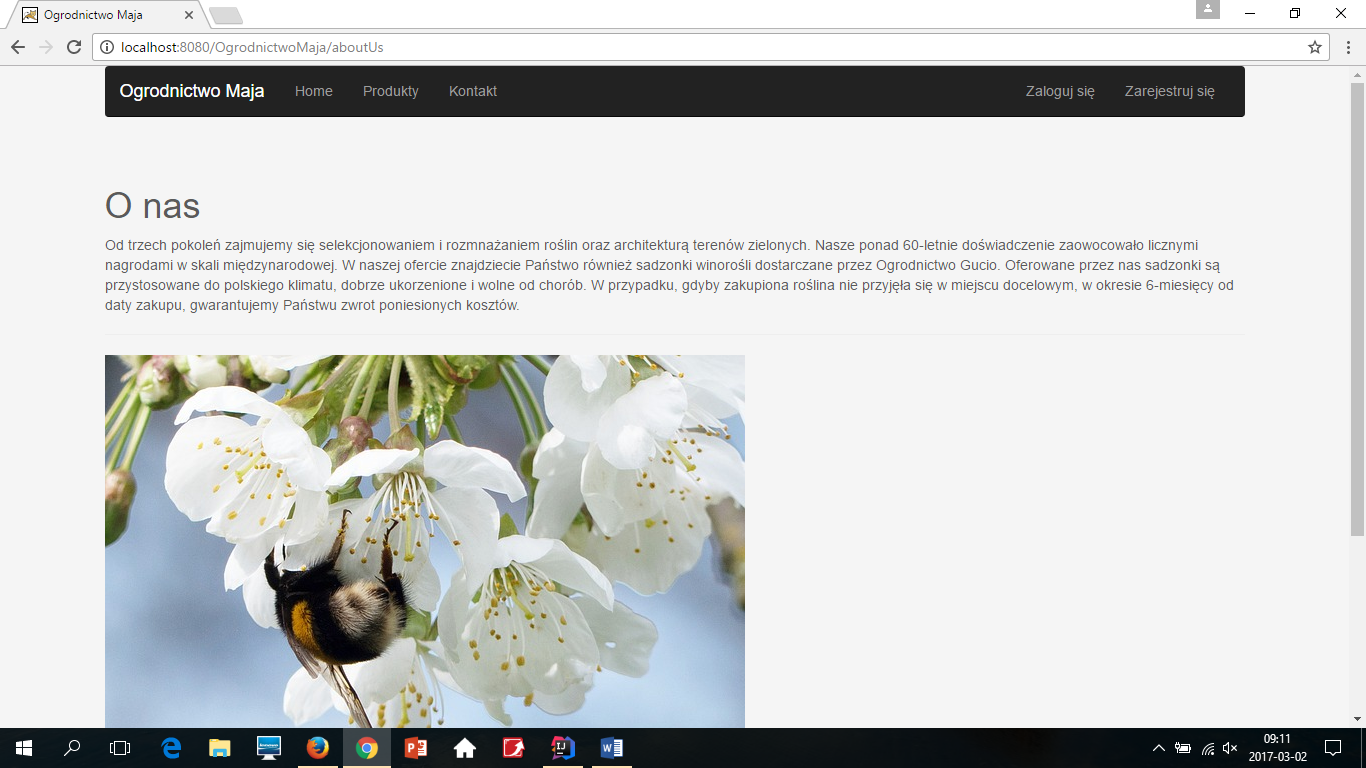 Ogrodnictwo Maja
localhost:8080/OgrodnictwoMaja/aboutUs
Ogrodnictwo Maja Home Produkty Kontakt Zaloguj się Zarejestruj się
O nas
Od trzech pokoleń zajmujemy się selekcjonowaniem i rozmnażaniem roślin oraz architekturą terenów zielonych. Nasze ponad 60-letnie doświadczenie zaowocowało licznymi
nagrodami w skali międzynarodowej. W naszej ofercie znajdziecie Państwo również sadzonki winorośli dostarczane przez Ogrodnictwo Gucio. Oferowane przez nas sadzonki są
przystosowane do polskiego klimatu, dobrze ukorzenione i wolne od chorób. W przypadku, gdyby zakupiona roślina nie przyjęła się w miejscu docelowym, w okresie 6-miesięcy od
daty zakupu, gwarantujemy Państwu zwrot poniesionych kosztów.
09:11
2017-03-02